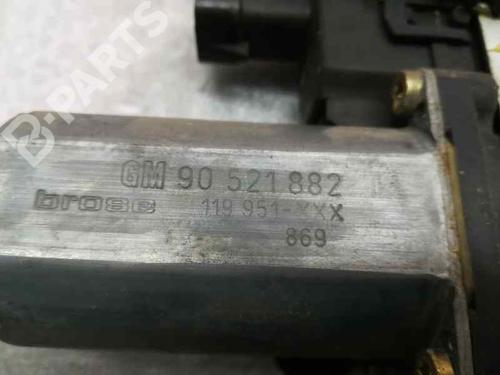 B-PARTS
GM 90 521 882
brose 119 951-XXX
869